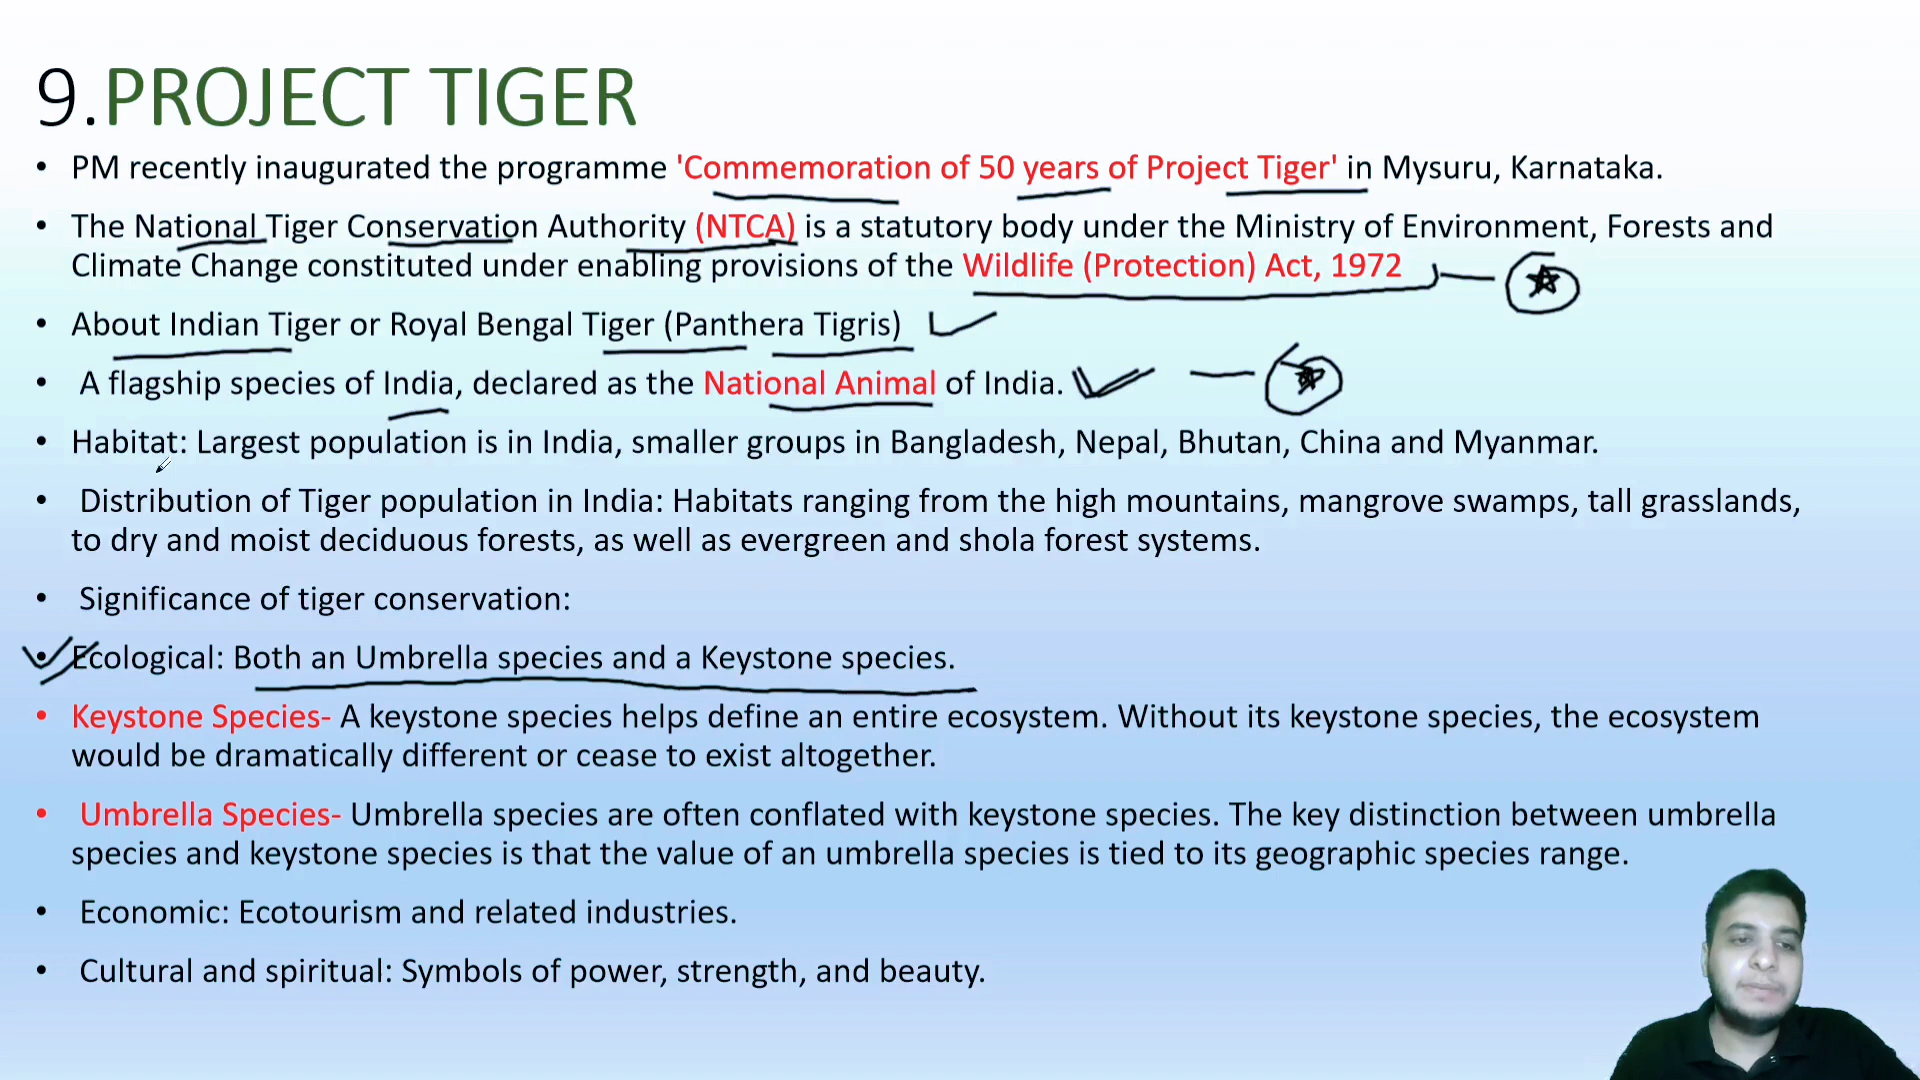 9.PROJECT TIGER
• PM recently inaugurated the programme 'Commemoration of 50 years of Project Tiger' in Mysuru, Karnataka.
• The National Tiger Conservation Authority (NTCA) is a statutory body under the Ministry of Environment, Forests and
Climate Change constituted under enabling provisions of the Wildlife (Protection) Act, 1972
• About Indian Tiger or Royal Bengal Tiger (Panthera Tigris)
• A flagship species of India, declared as the National Animal of India.
• Habitat: Largest population is in India, smaller groups in Bangladesh, Nepal, Bhutan, China and Myanmar.
• Distribution of Tiger population in India: Habitats ranging from the high mountains, mangrove swamps, tall grasslands,
to dry and moist deciduous forests, as well as evergreen and shola forest systems.
• Significance of tiger conservation:
• Ecological: Both an Umbrella species and a Keystone species.
• Keystone Species- A keystone species helps define an entire ecosystem. Without its keystone species, the ecosystem
would be dramatically different or cease to exist altogether.
• Umbrella Species- Umbrella species are often conflated with keystone species. The key distinction between umbrella
species and keystone species is that the value of an umbrella species is tied to its geographic species range.
• Economic: Ecotourism and related industries.
• Cultural and spiritual: Symbols of power, strength, and beauty.